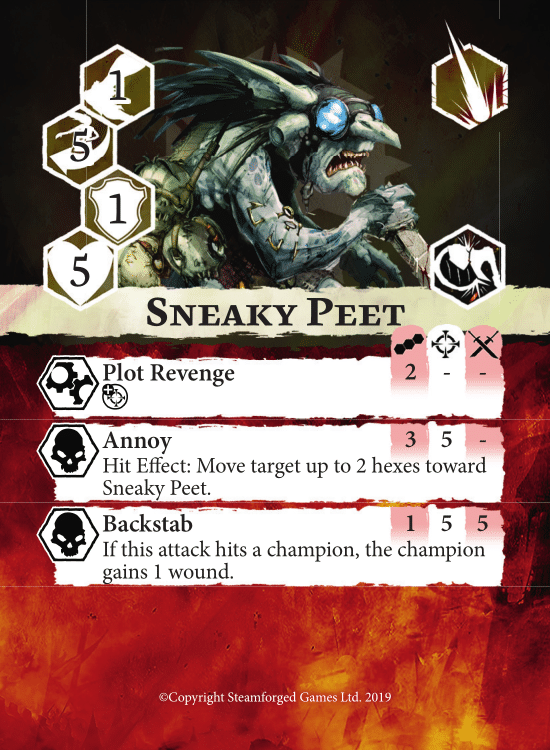 1
5
1
5
SNEAKY PEET
Plot Revenge 2 - -
Annoy 3 5 -
Hit Effect: Move target up to 2 hexes toward
Sneaky Peet.
Backstab 1 5 5
If this attack hits a champion, the champion
gains 1 wound.
©Copyright Steamforged Games Ltd. 2019